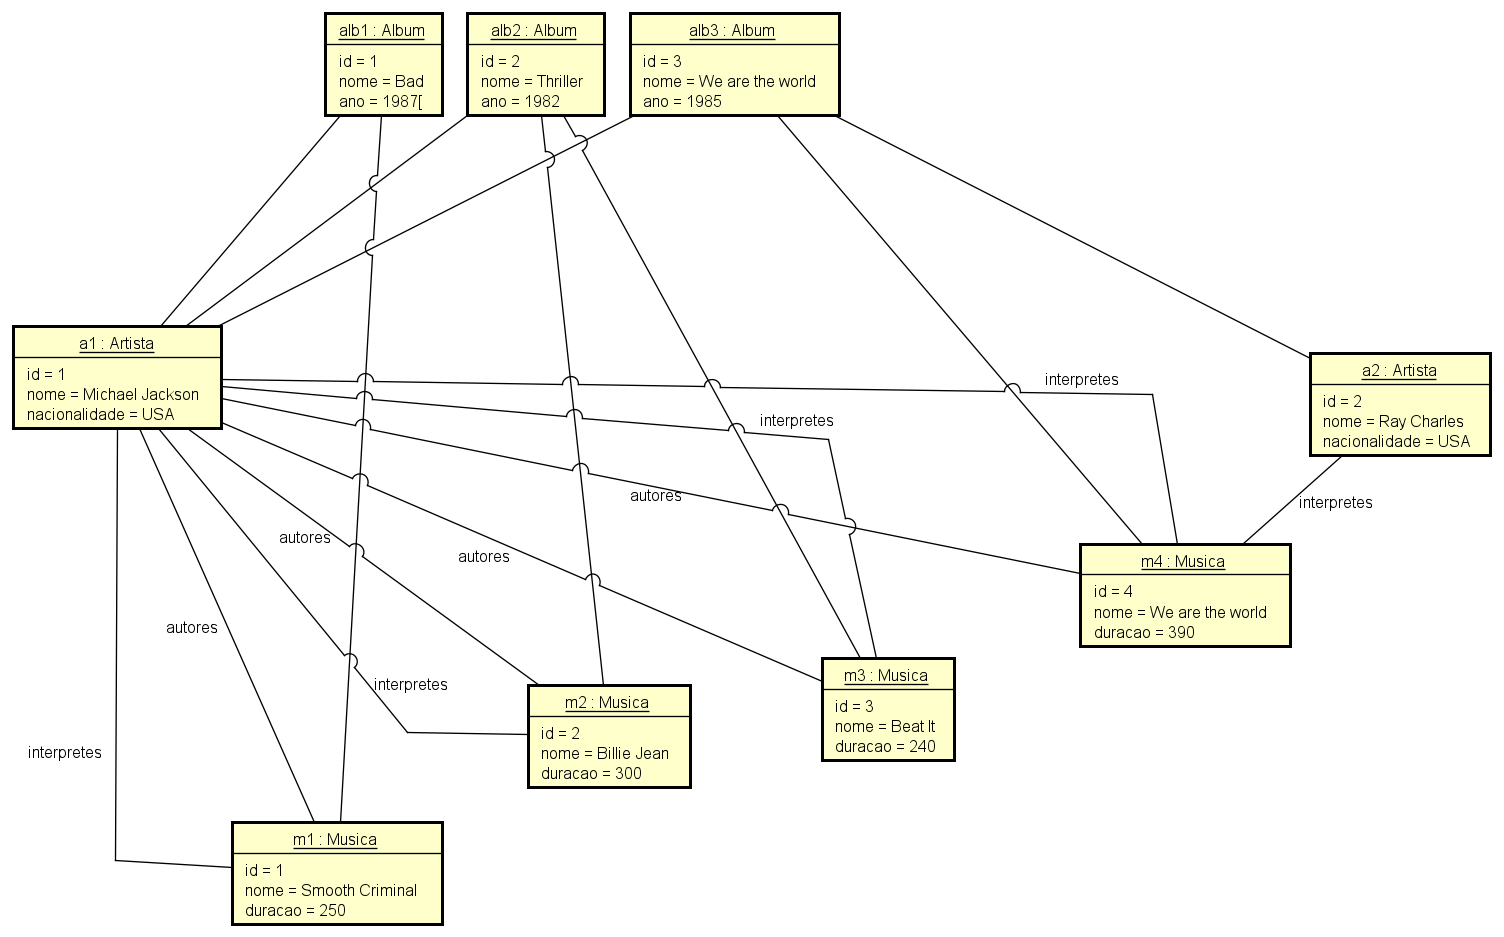 alb1 : Album
id = 1
nome = Bad
ano = 1987[
alb2 : Album
id = 2
nome = Thriller
ano = 1982
alb3 : Album
id = 3
nome = We are the world
ano = 1985
a1 : Artista
id = 1
nome = Michael Jackson
nacionalidade = USA
a2 : Artista
id = 2
nome = Ray Charles
nacionalidade = USA
interpretes
interpretes
autores
interpretes
autores
autores
autores
interpretes
interpretes
m4 : Musica
id = 4
nome = We are the world
duracao = 390
m3 : Musica
id = 3
nome = Beat It
duracao = 240
m2 : Musica
id = 2
nome = Billie Jean
duracao = 300
m1 : Musica
id = 1
nome = Smooth Criminal
duracao = 250